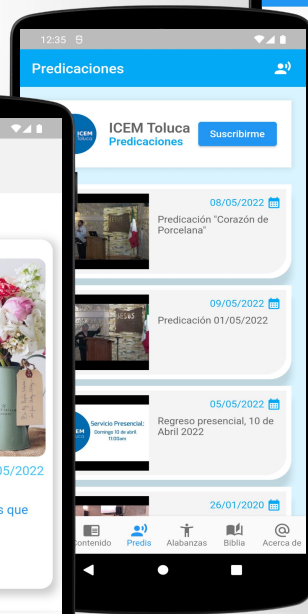 12:35
Predicaciones
ICEM Toluca
Predicaciones
Suscribirme
ICEM
Toluca
08/05/2022
Predicación "Corazón de
Porcelana"
09/05/2022
Predicación 01/05/2022
05/05/2022
Regreso presencial, 10 de
Abril 2022
Servicio Presencial:
Domingo 10 de abril
11:00am
26/01/2020
Contenido
Predis
Alabanzas
Biblia
Acerca de
05/2022
s que